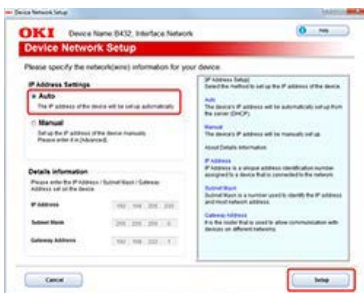 Device Network Setup
OKI Device Name:B432, Interface:Network
Device Network Setup
Please specify the network(wire) information for your device.
IP Address Settings
Auto
The IP address of the device will be set up automatically.
Manual
Set up the IP address of the device manually.
Please enter it in [Advanced].
Details information
Please enter the IP Address / Subnet Mask / Gateway
Address set on the device
IP Address
Subnet Mask 255 255 255 0
Gateway Address
[IP Address Setup]
Select the method to set up the IP address of the device.
Auto
The device's IP address will be automatically set up from
the server (DHCP).
Manual
The device's IP address will be manually set up.
About Details Information
IP Address
IP Address is a unique address identification number
assigned to a device that is connected to the network.
Subnet Mask
Subnet Mask is a number used to identify the IP address
and most network address.
Gateway Address
It is the router that is used to allow communication with
devices on different networks.
Cancel
Setup